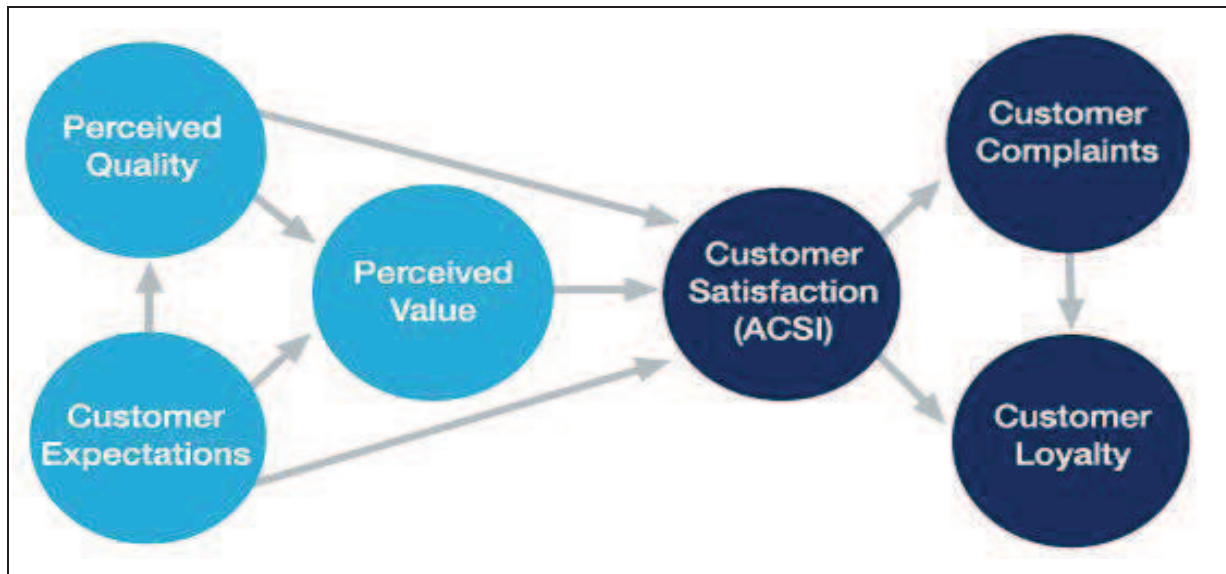 Perceived
Quality
Customer
Expectations
Perceived
Value
Customer
Satisfaction
(ACSI)
Customer
Complaints
Customer
Loyalty